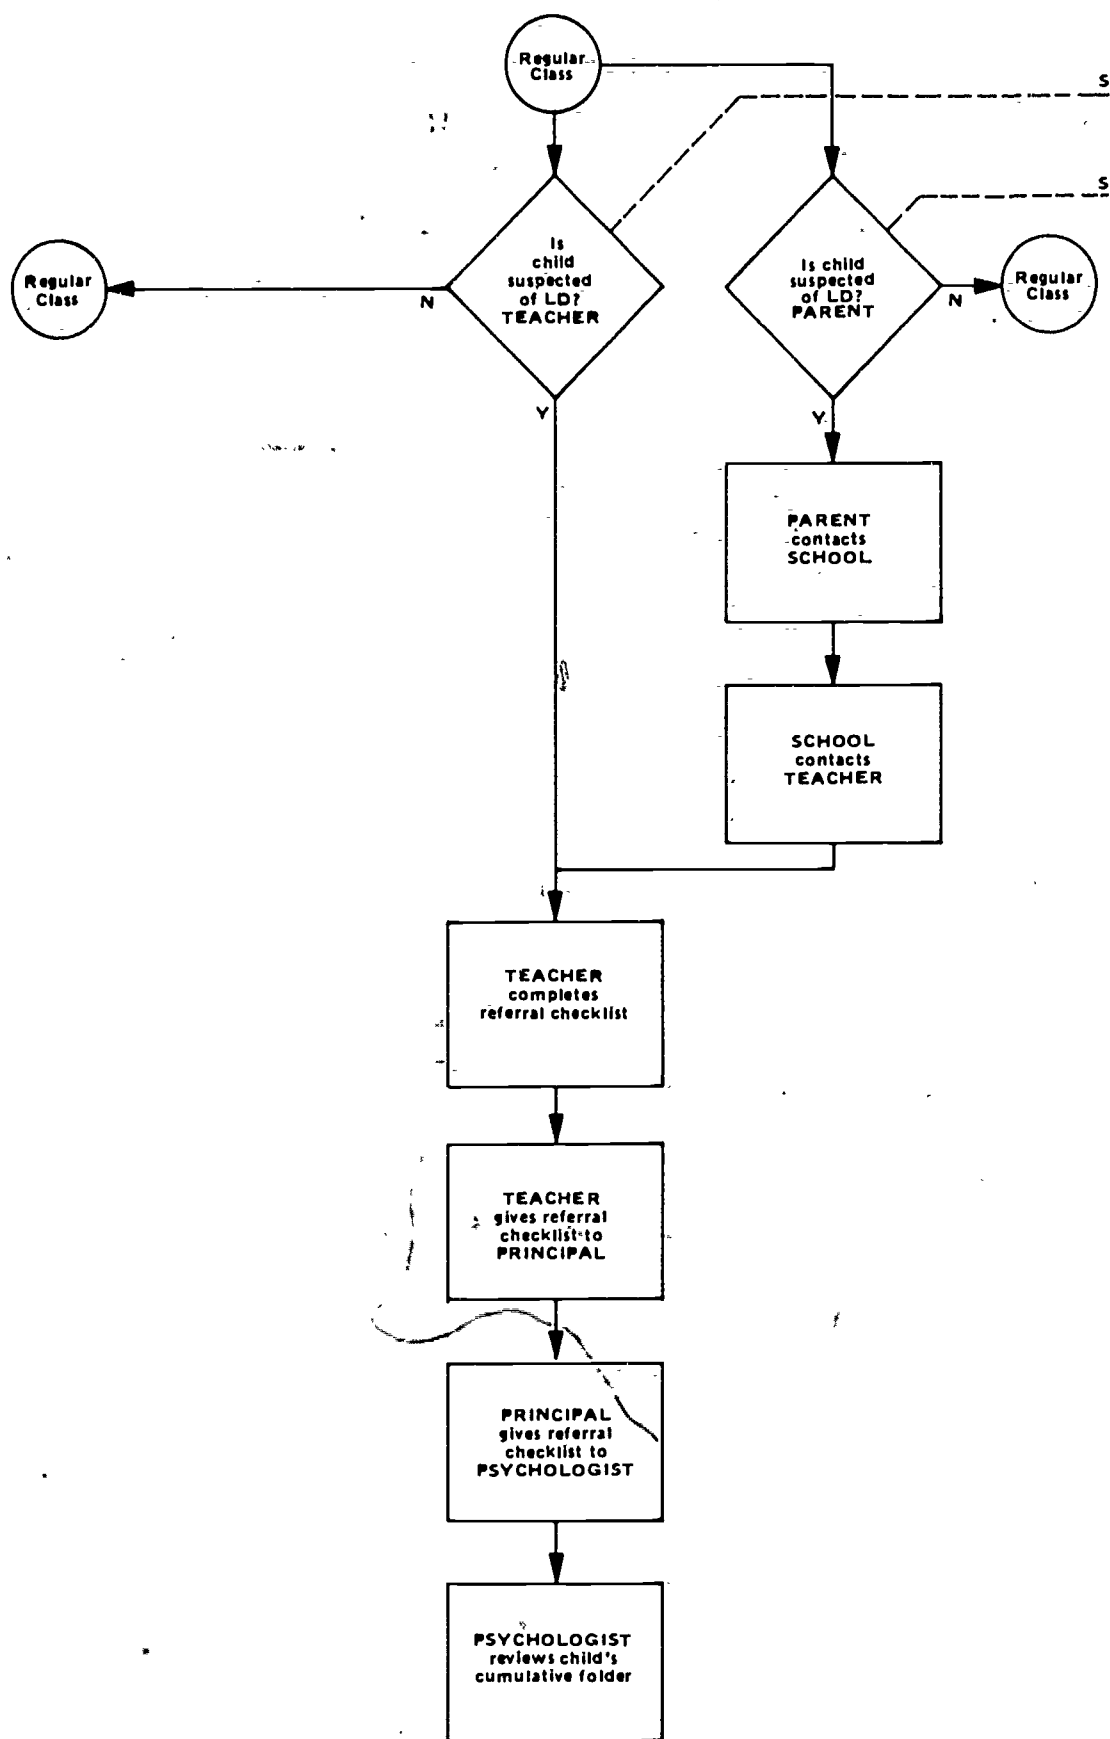 Regular
Class
S
S
Is
child
suspected
of LD?
TEACHER
Is child
suspected
of LD?
PARENT
Regular
Class
N
N
Regular
Class
Y
Y
PARENT
contacts
SCHOOL
SCHOOL
contacts
TEACHER
TEACHER
completes
referral checklist
TEACHER
gives referral
checklist to
PRINCIPAL
PRINCIPAL
gives referral
checklist to
PSYCHOLOGIST
PSYCHOLOGIST
reviews child's
cumulative folder